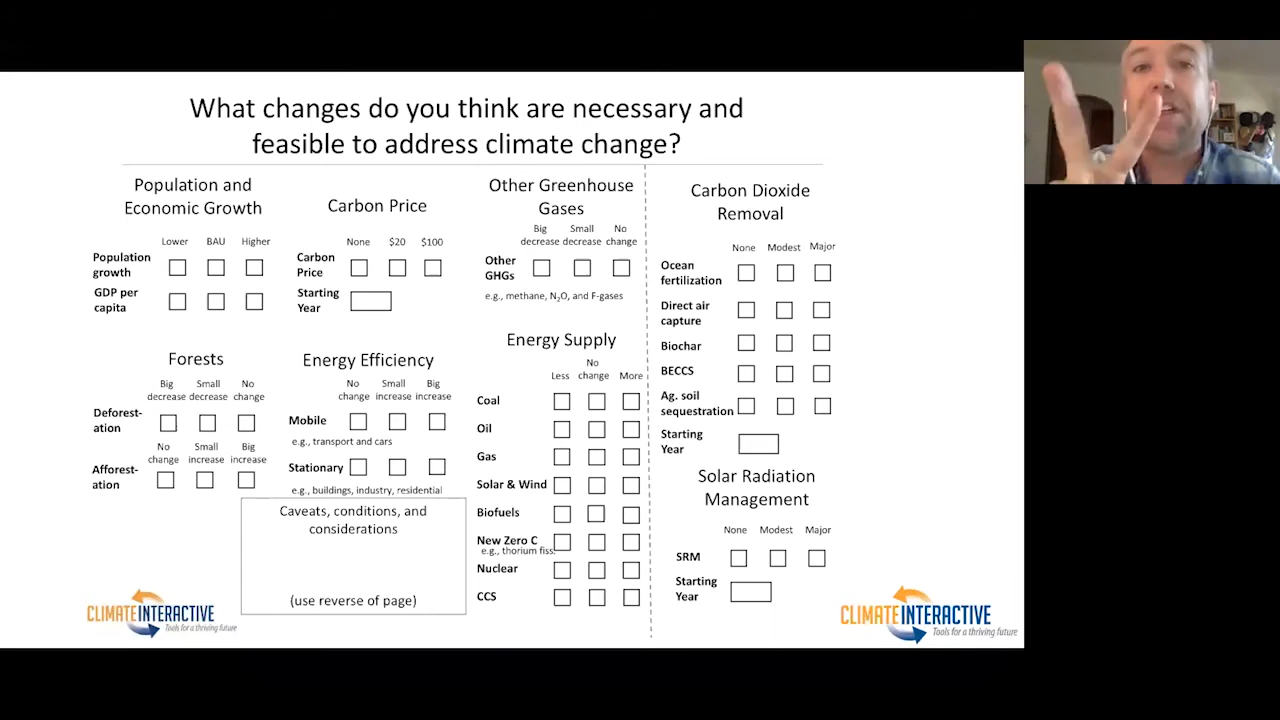 What changes do you think are necessary and
feasible to address climate change?
Population and
Economic Growth
Lower BAU Higher
Population
growth
GDP per
capita
Carbon Price
None $20 $100
Carbon
Price
Starting
Year
Other Greenhouse
Gases
Big
decrease
Small
decrease
No
change
Other
GHGs
e.g., methane, N₂O, and F-gases
Forests
Big
decrease
Small
decrease
No
change
Deforest-
ation
No
change
Small
increase
Big
increase
Afforest-
ation
Energy Efficiency
No
change
Small
increase
Big
increase
Mobile
e.g., transport and cars
Stationary
e.g., buildings, industry, residential
Caveats, conditions, and
considerations
(use reverse of page)
Energy Supply
Less
No
change
More
Coal
Oil
Gas
Solar & Wind
Biofuels
New Zero C
e.g., thorium fiss.
Nuclear
CCS
Carbon Dioxide
Removal
None Modest Major
Ocean
fertilization
Direct air
capture
Biochar
BECCS
Ag. soil
sequestration
Starting
Year
Solar Radiation
Management
None Modest Major
SRM
Starting
Year
CLIMATE INTERACTIVE
Tools for a thriving future
CLIMATE INTERACTIVE
Tools for a thriving future